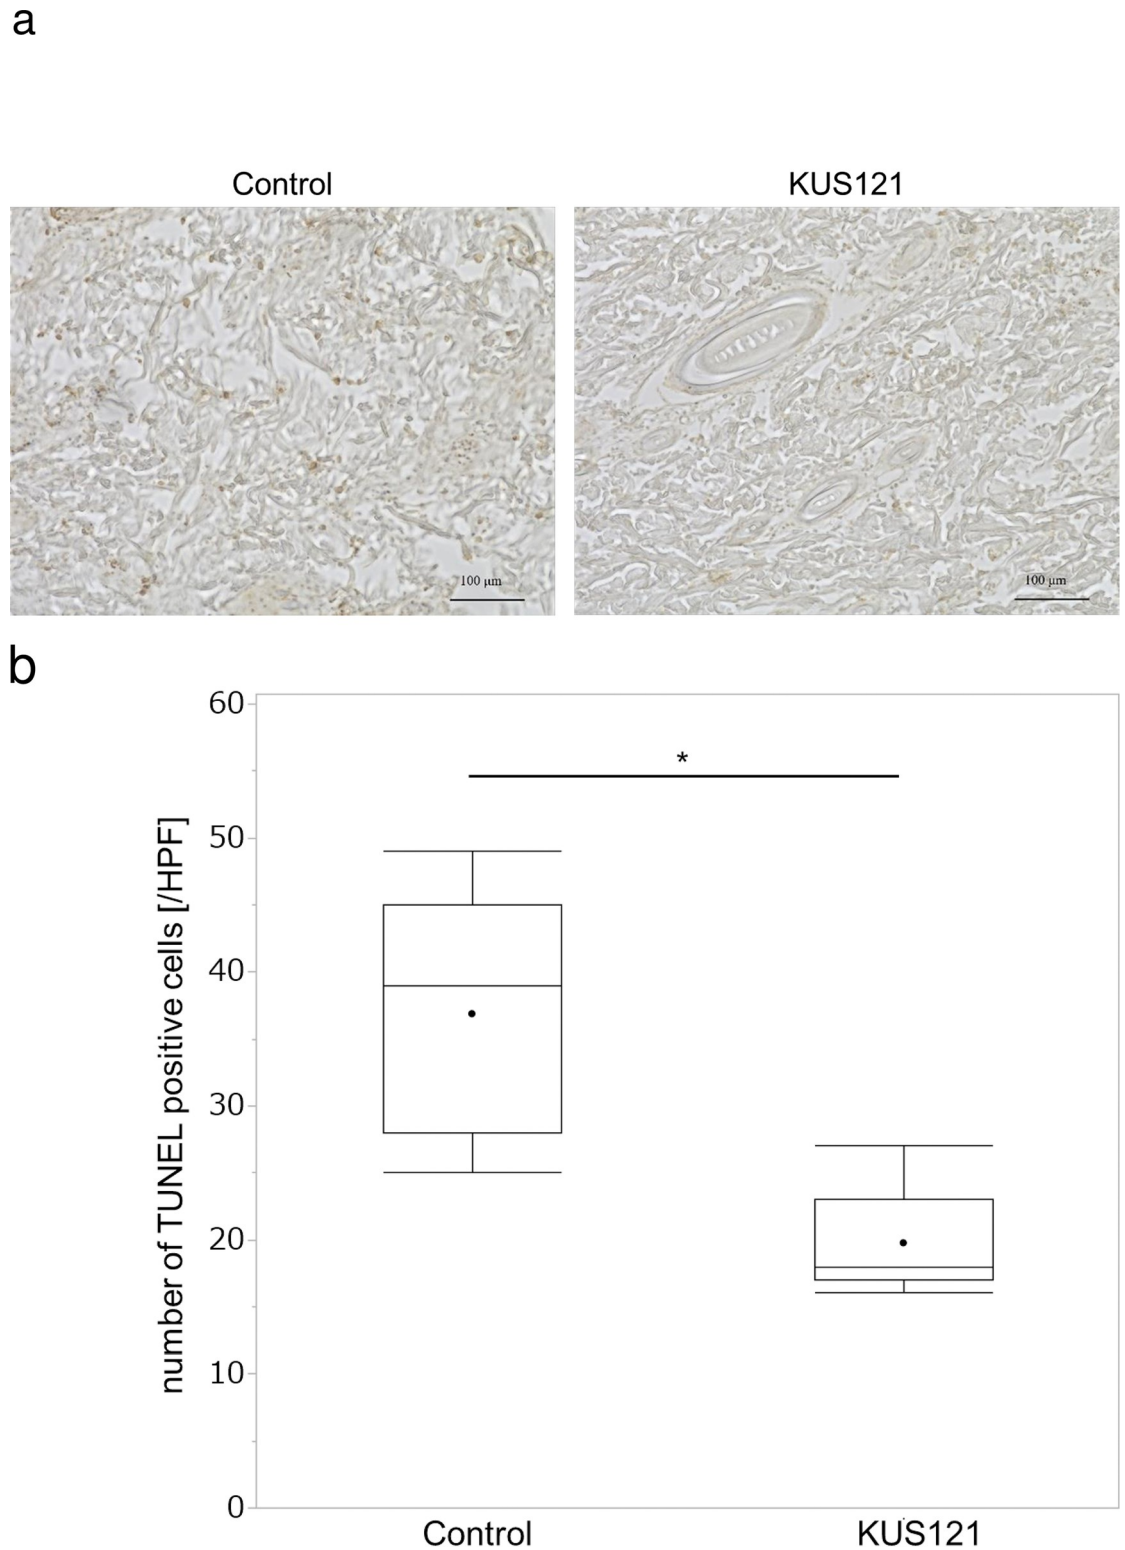 a
Control
KUS121
100 μm
100 μm
b
60
50
40
30
20
10
0
number of TUNEL positive cells [/HPF]
*
Control
KUS121